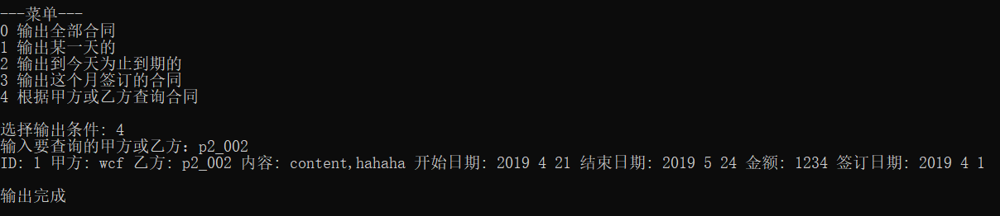 ---菜单---
0 输出全部合同
1 输出某一天的
2 输出到今天为止到期的
3 输出这个月签订的合同
4 根据甲方或乙方查询合同
选择输出条件: 4
输入要查询的甲方或乙方：p2_002
ID: 1 甲方: wcf 乙方: p2_002 内容: content,hahaha 开始日期: 2019 4 21 结束日期: 2019 5 24 金额: 1234 签订日期: 2019 4 1
输出完成